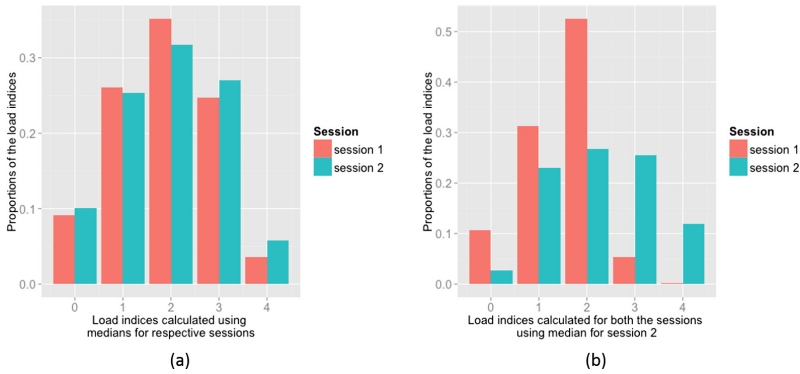 Proportions of the load indices
0.3
0.2
0.1
0.0
0 1 2 3 4
Load indices calculated using
medians for respective sessions
Session
session 1
session 2
(a)
Proportions of the load indices
0.5
0.4
0.3
0.2
0.1
0.0
0 1 2 3 4
Load indices calculated for both the sessions
using median for session 2
Session
session 1
session 2
(b)